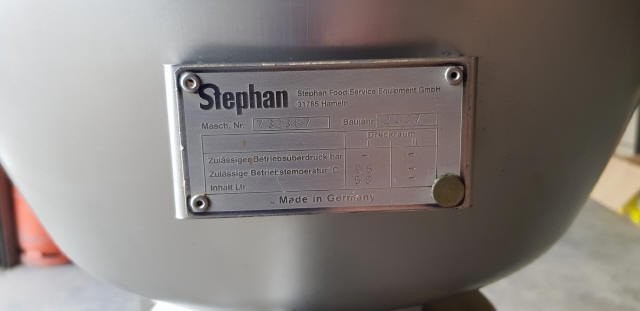 Stephan
Stephan Food Service Equipment GmbH
31785 Hameln
Masch. Nr. Baujahr
Druckraum
I II
Zulässiger Betriebsüberdruck bar - -
Zulässige Betriebstemperatur °C -
Inhalt Ltr. -
Made in Germany